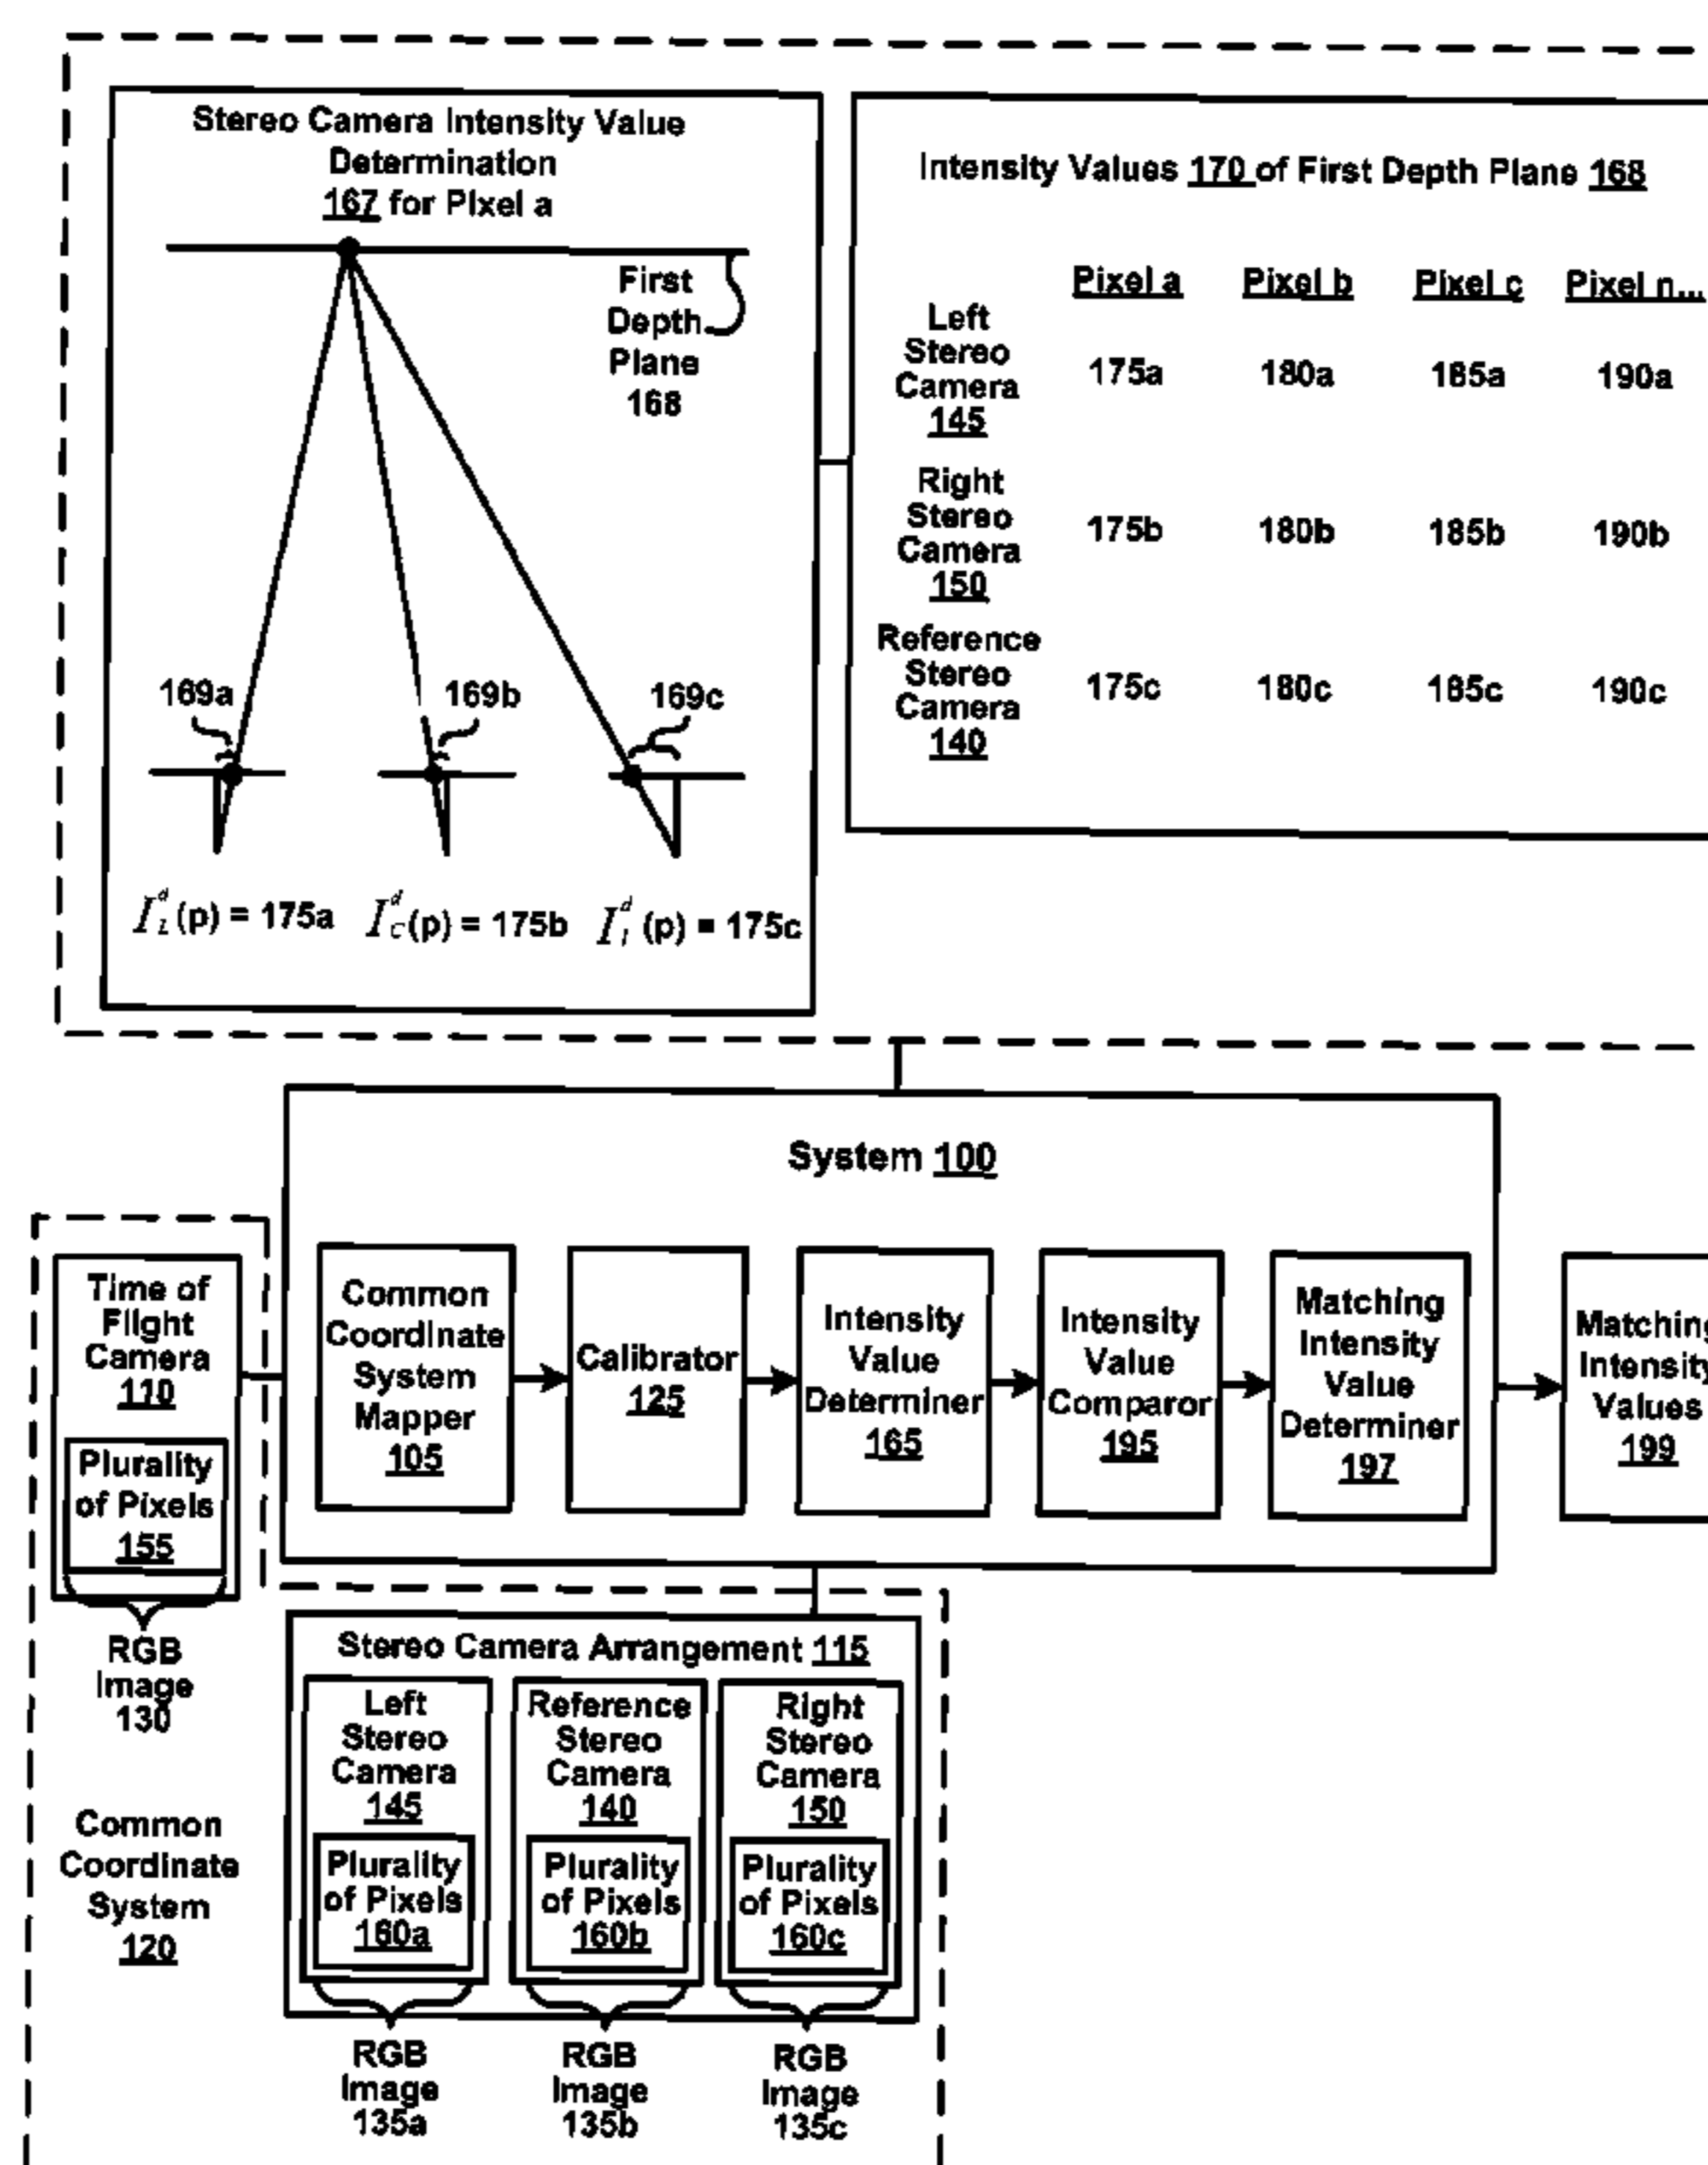 Stereo Camera Intensity Value
Determination
167 for Pixel a
First
Depth
Plane
168
169a
169b
169c
(p) = 175a
(p) = 175b
(p) = 175c
Intensity Values 170 of First Depth Plane 168
Pixel a Pixel b Pixel c Pixel n...
Left
Stereo
Camera
145
175a 180a 185a 190a
Right
Stereo
Camera
150
175b 180b 185b 190b
Reference
Stereo
Camera
140
175c 180c 185c 190c
System 100
Time of
Flight
Camera
110
Plurality
of Pixels
155
RGB
Image
130
Common
Coordinate
System
Mapper
105
Calibrator
125
Intensity
Value
Determiner
165
Intensity
Value
Comparor
195
Matching
Intensity
Value
Determiner
197
Matching
Intensity
Values
199
Common
Coordinate
System
120
Stereo Camera Arrangement 115
Left
Stereo
Camera
145
Plurality
of Pixels
160a
Reference
Stereo
Camera
140
Plurality
of Pixels
160b
Right
Stereo
Camera
150
Plurality
of Pixels
160c
RGB
Image
135a
RGB
Image
135b
RGB
Image
135c